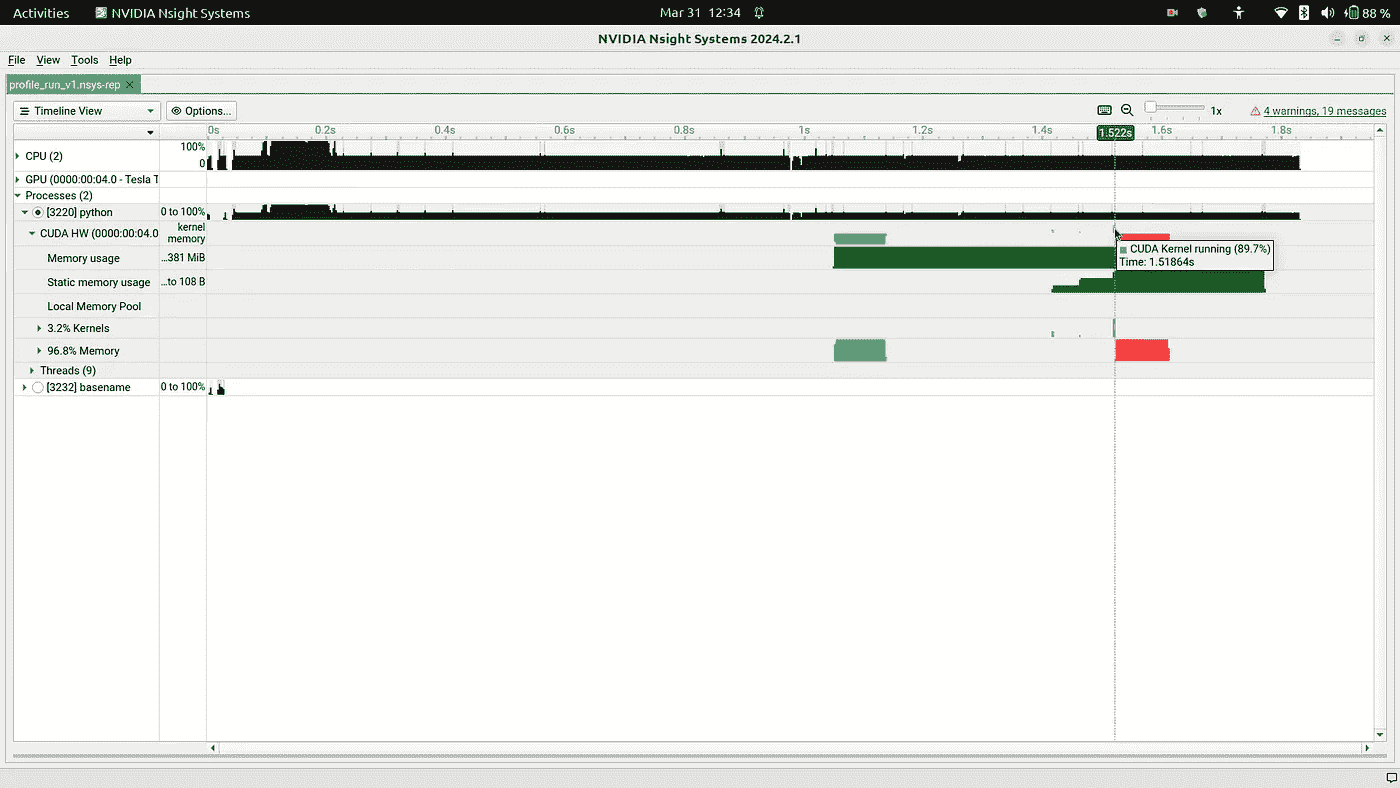 Activities NVIDIA Nsight Systems Mar 31 12:34 88 %
NVIDIA Nsight Systems 2024.2.1
File View Tools Help
profile_run_v1.nsys-rep
Timeline View Options... 1x 4 warnings, 19 messages
0s 0.2s 0.4s 0.6s 0.8s 1s 1.2s 1.4s 1.522s 1.6s 1.8s
CPU (2) 100%
0
GPU (0000:00:04.0 - Tesla T
Processes (2)
[3220] python 0 to 100%
CUDA HW (0000:00:04.0 kernel
memory
CUDA Kernel running (89.7%)
Time: 1.51864s
Memory usage ...381 MiB
Static memory usage ...to 108 B
Local Memory Pool
3.2% Kernels
96.8% Memory
Threads (9)
[3232] basename 0 to 100%